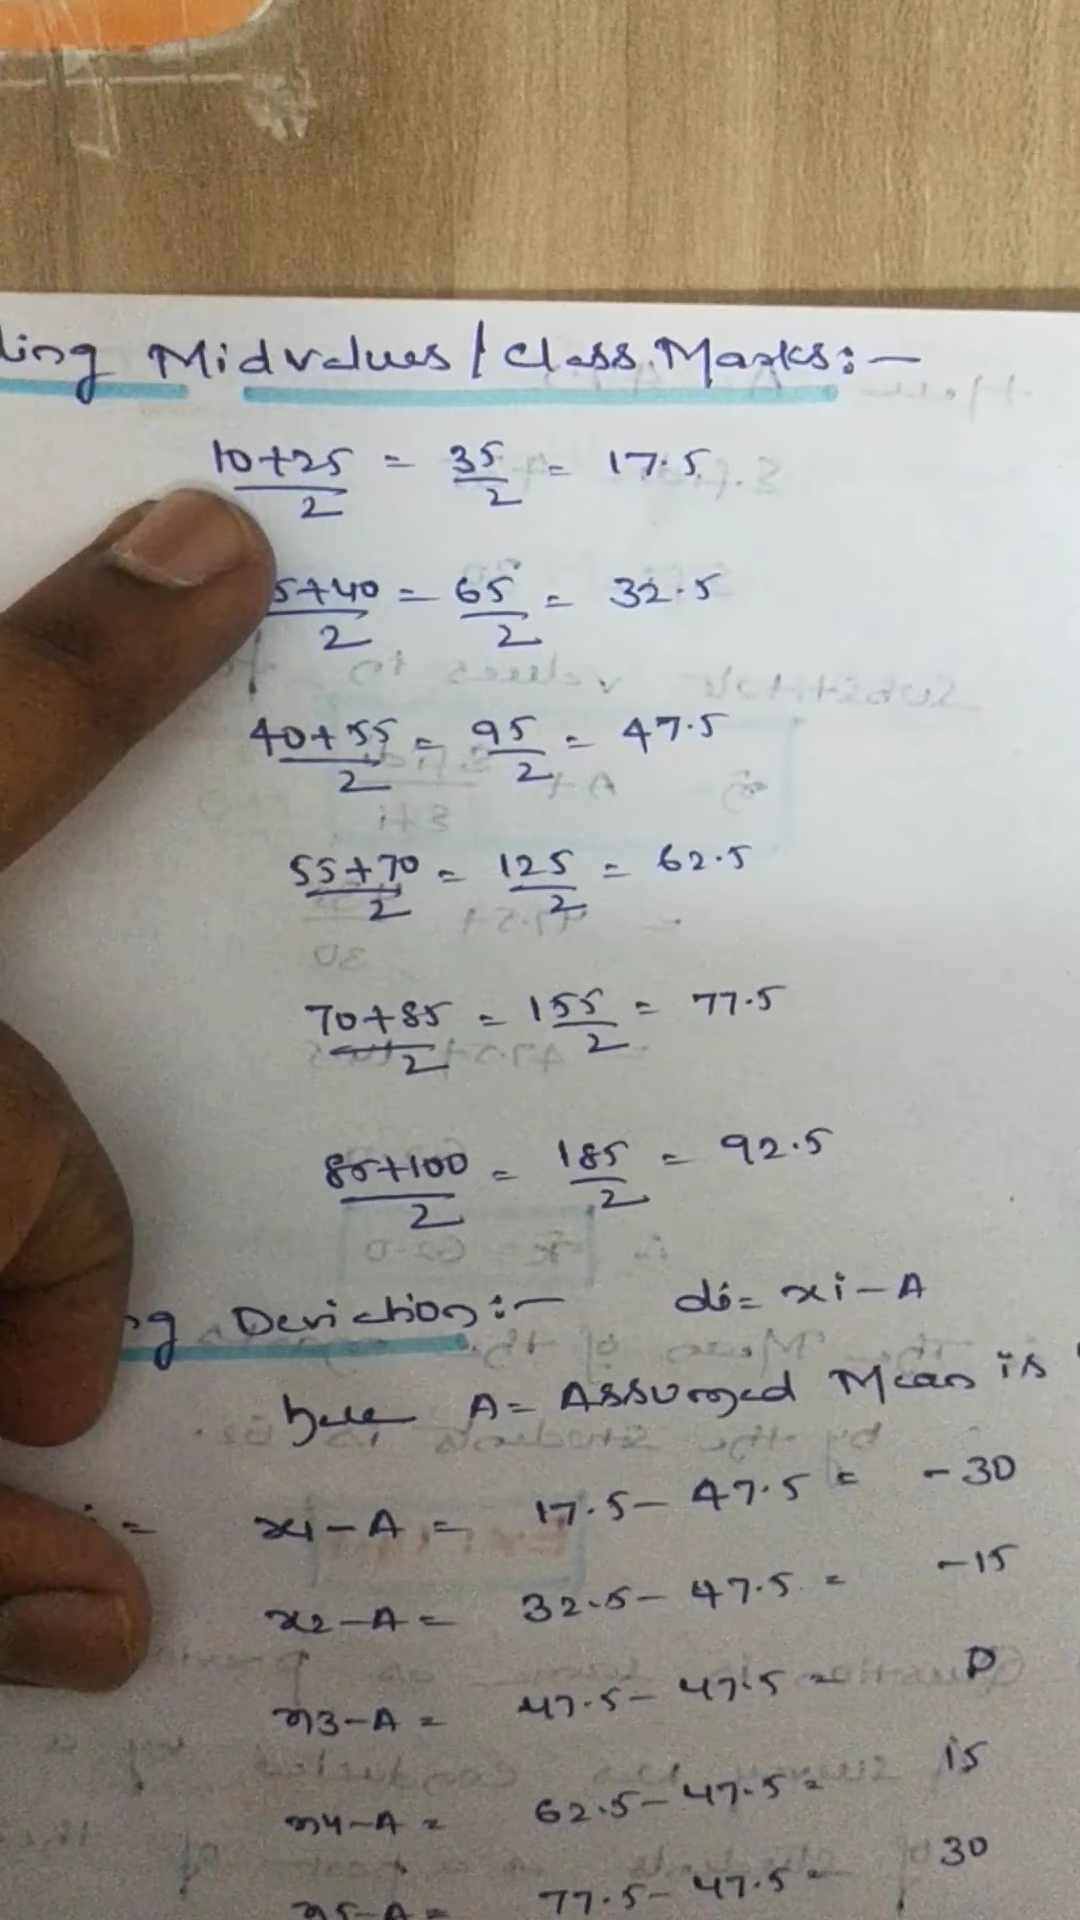 ding Midvalues / Class Marks:-
10+25/2 = 35/2 = 17.5
5+40/2 = 65/2 = 32.5
40+55/2 = 95/2 = 47.5
55+70/2 = 125/2 = 62.5
70+85/2 = 155/2 = 77.5
85+100/2 = 185/2 = 92.5
ng Deviation:- di= xi-A
here A= Assumed Mean is
i= x1-A = 17.5- 47.5 = -30
x2-A = 32.5- 47.5 = -15
x3-A = 47.5- 47.5 = 0
x4-A = 62.5- 47.5 = 15
x5-A = 77.5- 47.5 = 30